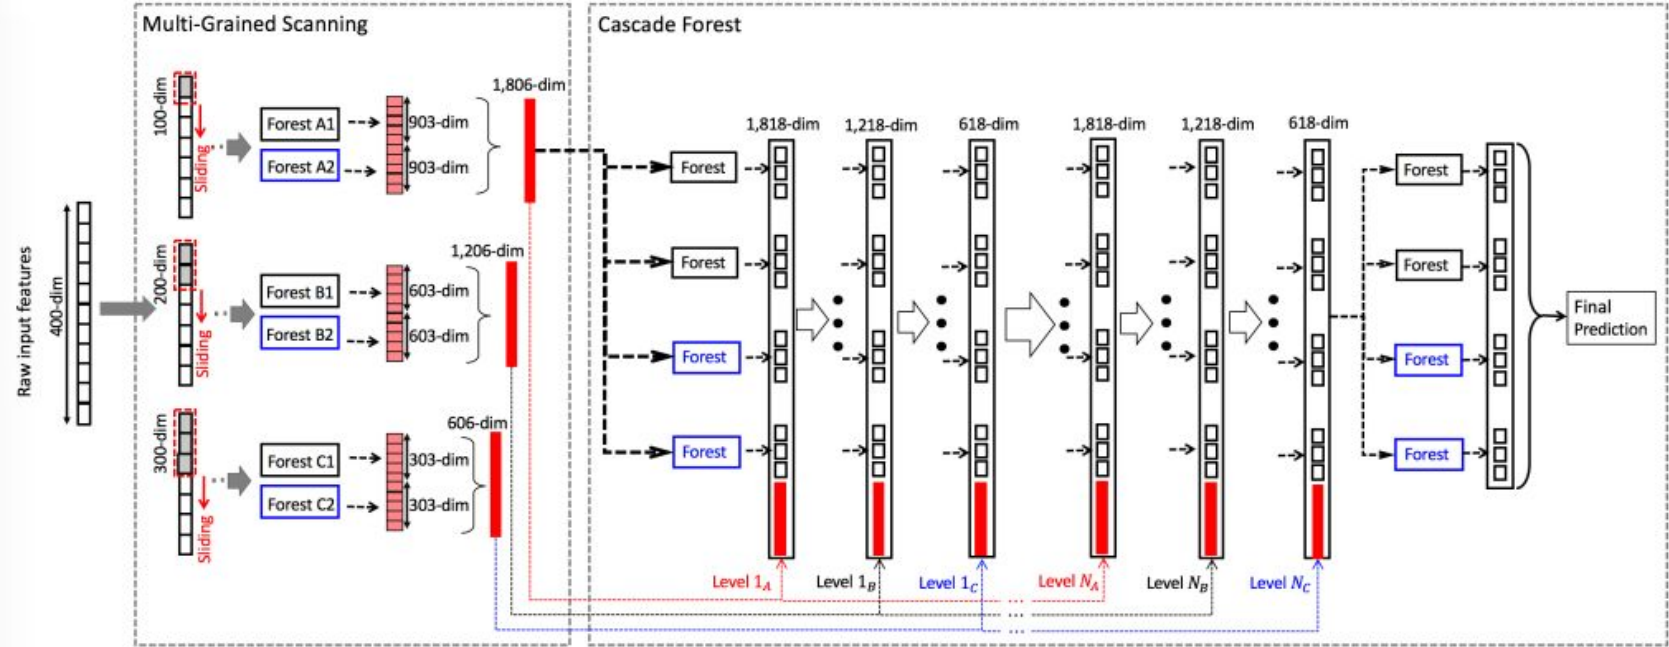 Multi-Grained Scanning
Cascade Forest
Raw input features
400-dim
100-dim
Sliding
Forest A1
Forest A2
903-dim
903-dim
1,806-dim
200-dim
Sliding
Forest B1
Forest B2
603-dim
603-dim
1,206-dim
300-dim
Sliding
Forest C1
Forest C2
303-dim
303-dim
606-dim
Forest
Forest
Forest
Forest
1,818-dim
1,218-dim
618-dim
1,818-dim
1,218-dim
618-dim
Level 1A
Level 1B
Level 1C
Level NA
Level NB
Level NC
...
...
...
Forest
Forest
Forest
Forest
Final
Prediction